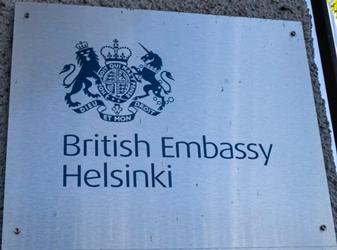 DIEU ET MON DROIT
British Embassy
Helsinki